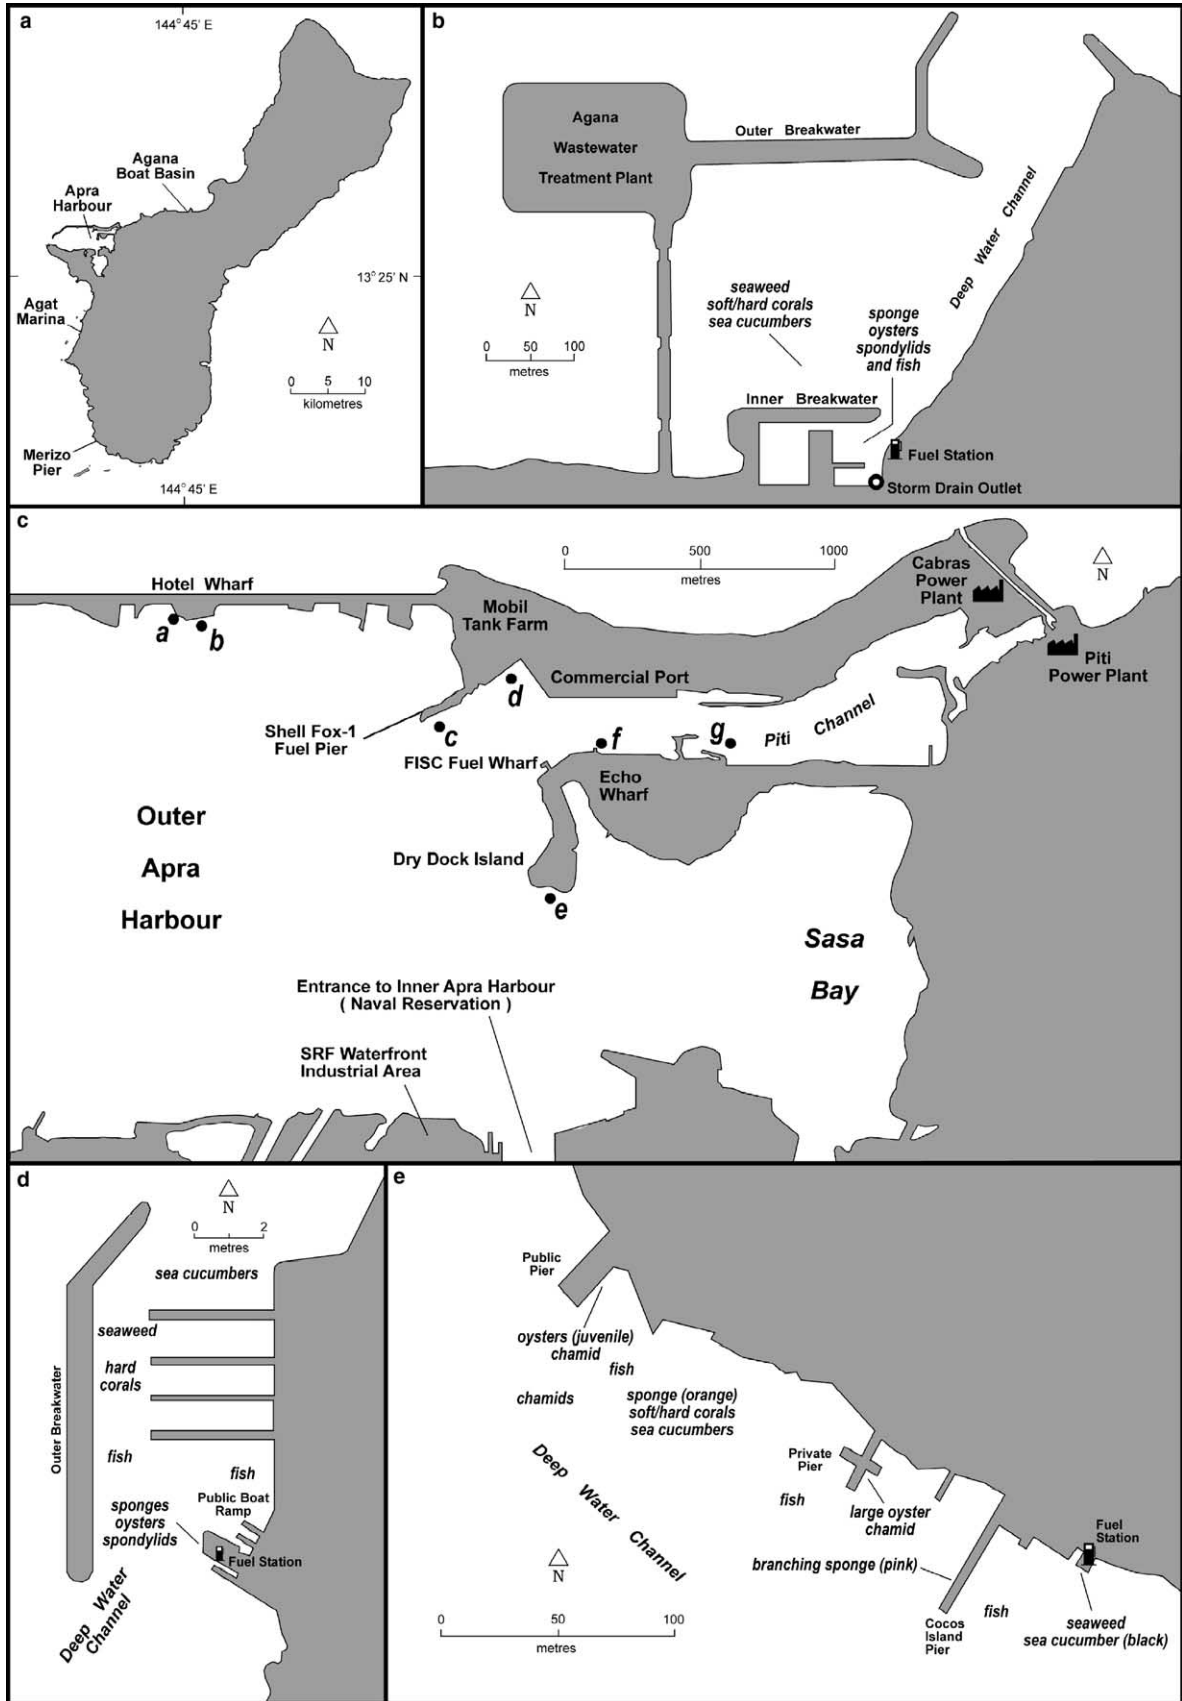 a
144° 45' E
Agana
Boat Basin
Apra
Harbour
13° 25' N
Agat
Marina
N
0 5 10
kilometres
Merizo
Pier
144° 45' E
b
Agana
Wastewater
Treatment Plant
Outer Breakwater
Deep Water Channel
N
0 50 100
metres
seaweed
soft/hard corals
sea cucumbers
sponge
oysters
spondylids
and fish
Inner Breakwater
Fuel Station
Storm Drain Outlet
c
0 500 1000
metres
N
Hotel Wharf
a
b
Mobil
Tank Farm
Cabras
Power
Plant
Piti
Power Plant
Commercial Port
d
Shell Fox-1
Fuel Pier
c
f
g
Piti Channel
FISC Fuel Wharf
Echo
Wharf
Outer
Apra
Harbour
Dry Dock Island
e
Sasa
Bay
Entrance to Inner Apra Harbour
( Naval Reservation )
SRF Waterfront
Industrial Area
d
N
0 2
metres
sea cucumbers
seaweed
hard
corals
Outer Breakwater
fish
fish
Public Boat
Ramp
sponges
oysters
spondylids
Fuel Station
Deep Water
Channel
e
Public
Pier
oysters (juvenile)
chamid
fish
chamids
sponge (orange)
soft/hard corals
sea cucumbers
Deep Water Channel
Private
Pier
fish
large oyster
chamid
Fuel
Station
branching sponge (pink)
N
0 50 100
metres
Cocos
Island
Pier
fish
seaweed
sea cucumber (black)